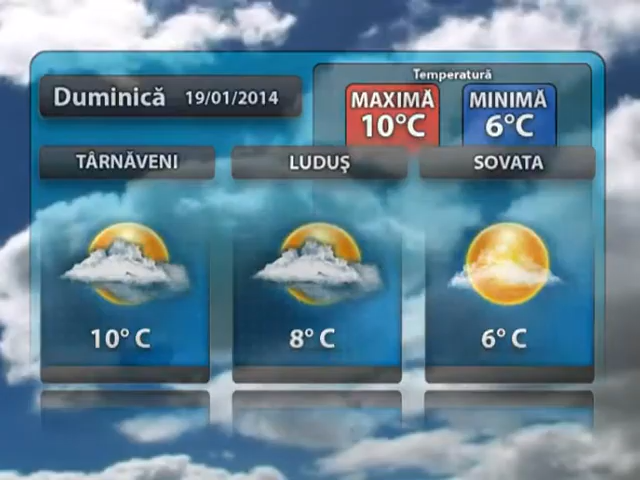 Duminică 19/01/2014
Temperatură
MAXIMĂ MINIMĂ
10°C 6°C
TÂRNĂVENI LUDUŞ SOVATA
10° C 8° C 6° C